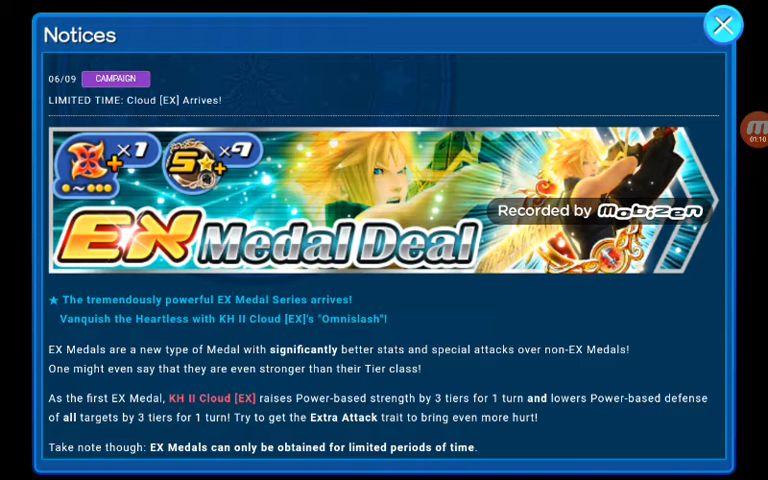 Notices
06/09 CAMPAIGN
LIMITED TIME: Cloud [EX] Arrives!
+×1 5★+ ×9
EX Medal Deal
Recorded by mobizen
01:10
★ The tremendously powerful EX Medal Series arrives!
Vanquish the Heartless with KH II Cloud [EX]'s "Omnislash"!
EX Medals are a new type of Medal with significantly better stats and special attacks over non-EX Medals!
One might even say that they are even stronger than their Tier class!
As the first EX Medal, KH II Cloud [EX] raises Power-based strength by 3 tiers for 1 turn and lowers Power-based defense
of all targets by 3 tiers for 1 turn! Try to get the Extra Attack trait to bring even more hurt!
Take note though: EX Medals can only be obtained for limited periods of time.